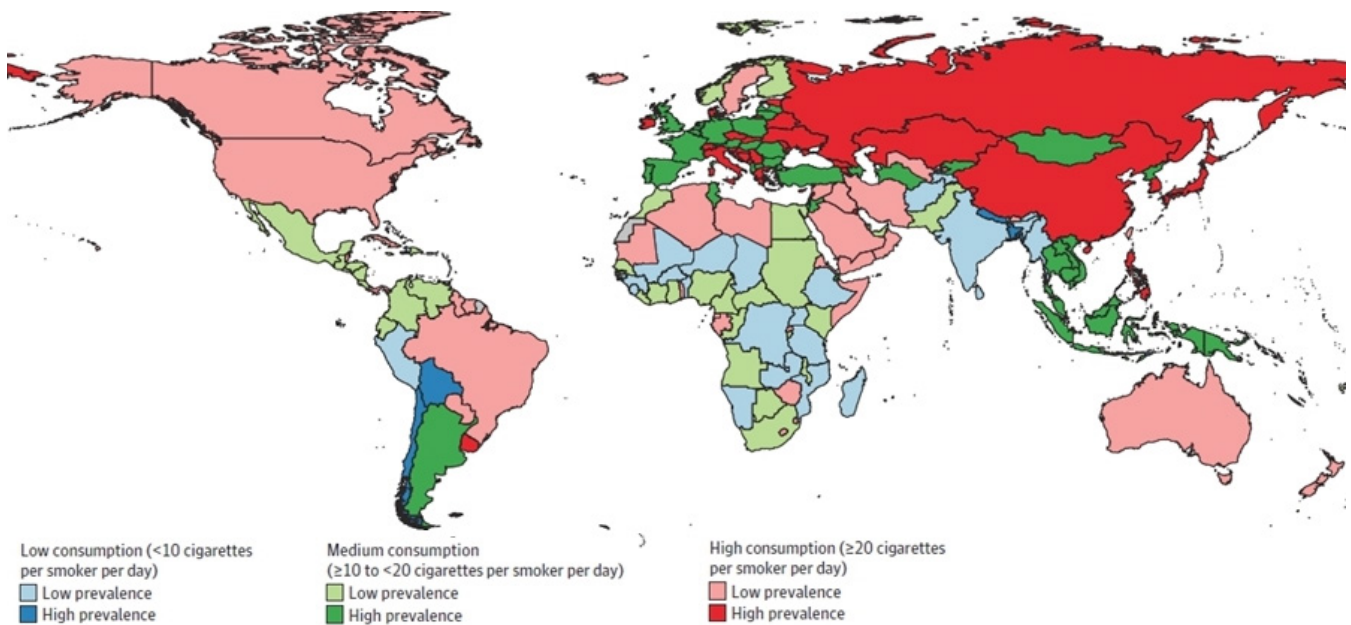 Low consumption (<10 cigarettes
per smoker per day)
Low prevalence
High prevalence
Medium consumption
(≥10 to <20 cigarettes per smoker per day)
Low prevalence
High prevalence
High consumption (≥20 cigarettes
per smoker per day)
Low prevalence
High prevalence